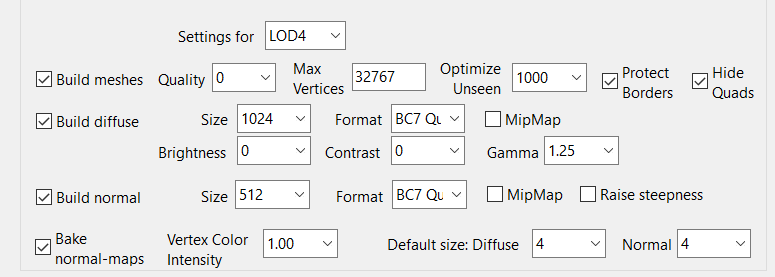 Settings for LOD4
Build meshes Quality 0 Max Vertices 32767 Optimize Unseen 1000 Protect Borders Hide Quads
Build diffuse Size 1024 Format BC7 Qu MipMap
Brightness 0 Contrast 0 Gamma 1.25
Build normal Size 512 Format BC7 Qu MipMap Raise steepness
Bake normal-maps Vertex Color Intensity 1.00 Default size: Diffuse 4 Normal 4